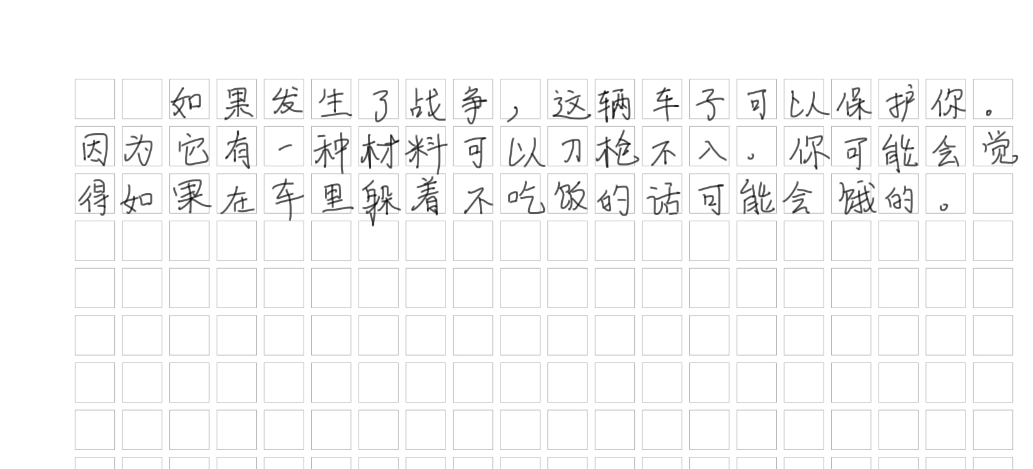 如果发生了战争，这辆车子可以保护你。
因为它有一种材料可以刀枪不入。你可能会觉
得如果在车里躲着不吃饭的话可能会饿的。